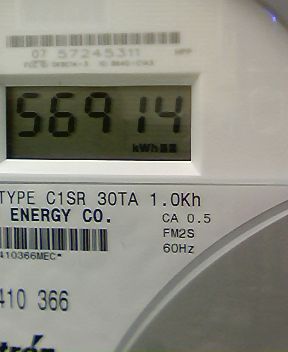 07 57245311
56914
kWh
TYPE C1SR 30TA 1.0Kh
ENERGY CO.
CA 0.5
FM2S
60Hz
410366MEC*
410 366